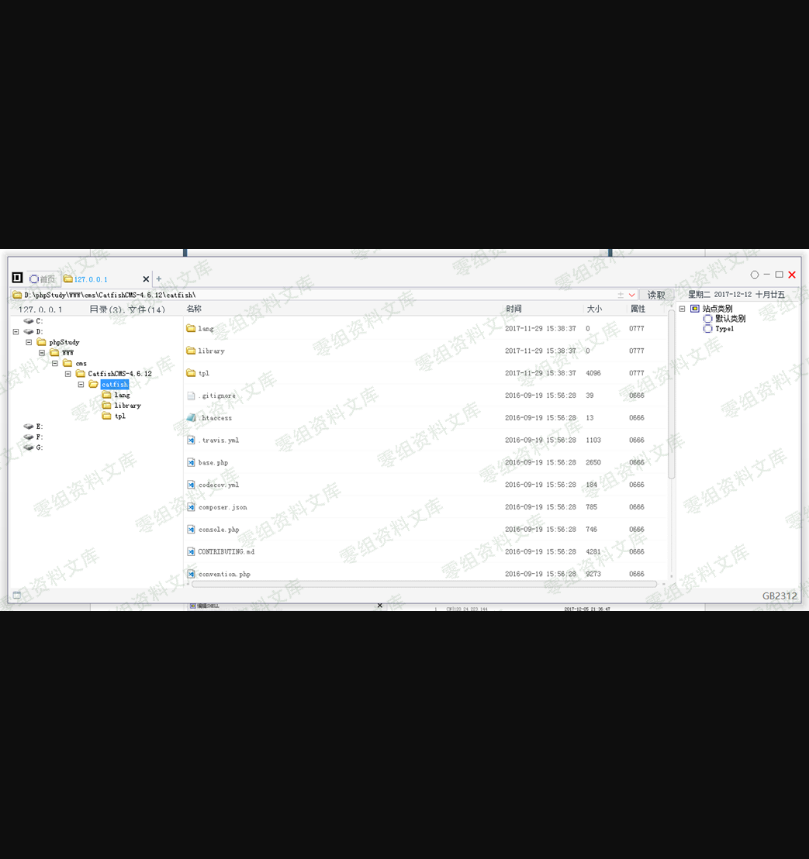 首页 127.0.0.1
D:\phpStudy\WWW\cms\CatfishCMS-4.6.12\catfish\ 读取 星期二 2017-12-12 十月廿五
127.0.0.1 目录(3),文件(14) 名称 时间 大小 属性 站点类别
默认类别
Type1
C:
D:
phpStudy
WWW
cms
CatfishCMS-4.6.12
catfish
lang
library
tpl
E:
F:
G:
lang 2017-11-29 15:38:37 0 0777
library 2017-11-29 15:38:37 0 0777
tpl 2017-11-29 15:38:37 4096 0777
.gitignore 2016-09-19 15:56:28 39 0666
.htaccess 2016-09-19 15:56:28 13 0666
.travis.yml 2016-09-19 15:56:28 1103 0666
base.php 2016-09-19 15:56:28 2650 0666
codecov.yml 2016-09-19 15:56:28 184 0666
composer.json 2016-09-19 15:56:28 785 0666
console.php 2016-09-19 15:56:28 746 0666
CONTRIBUTING.md 2016-09-19 15:56:28 4281 0666
convention.php 2016-09-19 15:56:28 9273 0666
GB2312
零组资料文库